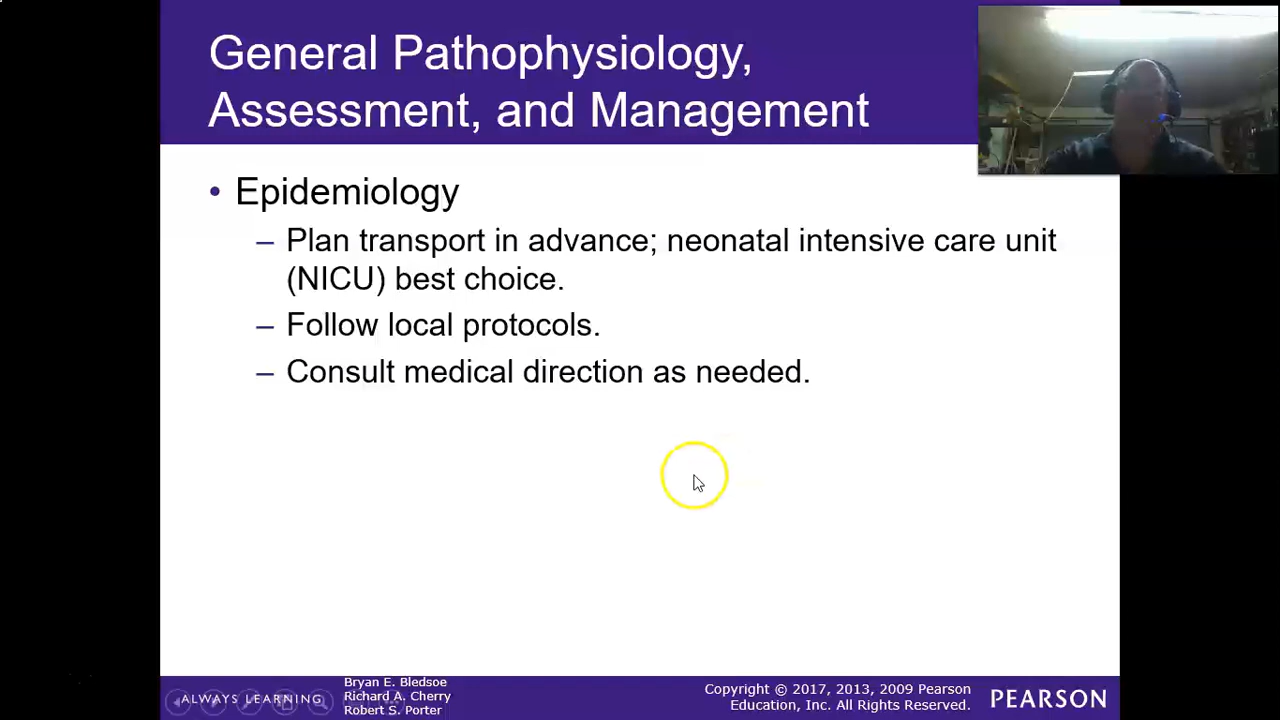 General Pathophysiology,
Assessment, and Management
• Epidemiology
– Plan transport in advance; neonatal intensive care unit
(NICU) best choice.
– Follow local protocols.
– Consult medical direction as needed.
ALWAYS LEARNING
Bryan E. Bledsoe
Richard A. Cherry
Robert S. Porter
Copyright © 2017, 2013, 2009 Pearson
Education, Inc. All Rights Reserved.
PEARSON